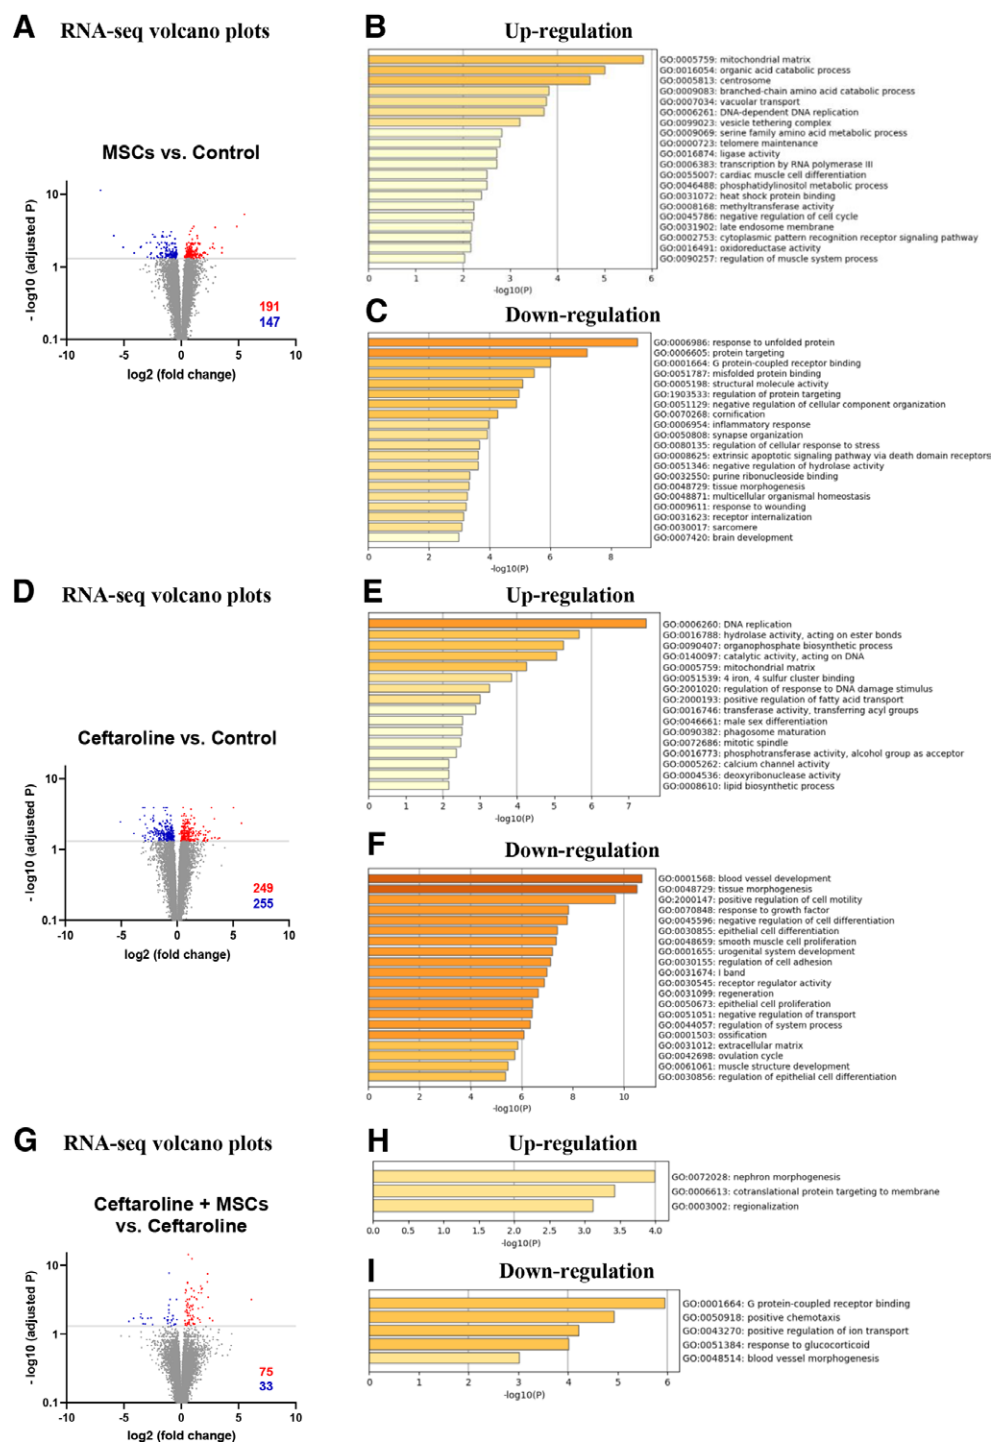 A RNA-seq volcano plots
MSCs vs. Control
- log10 (adjusted P)
10
1
0.1
-10 -5 0 5 10
log2 (fold change)
191
147
B Up-regulation
GO:0005759: mitochondrial matrix
GO:0016054: organic acid catabolic process
GO:0005813: centrosome
GO:0009083: branched-chain amino acid catabolic process
GO:0007034: vacuolar transport
GO:0006261: DNA-dependent DNA replication
GO:0099023: vesicle tethering complex
GO:0009069: serine family amino acid metabolic process
GO:0000723: telomere maintenance
GO:0016874: ligase activity
GO:0006383: transcription by RNA polymerase III
GO:0055007: cardiac muscle cell differentiation
GO:0046488: phosphatidylinositol metabolic process
GO:0031072: heat shock protein binding
GO:0008168: methyltransferase activity
GO:0045786: negative regulation of cell cycle
GO:0031902: late endosome membrane
GO:0002753: cytoplasmic pattern recognition receptor signaling pathway
GO:0016491: oxidoreductase activity
GO:0090257: regulation of muscle system process
0 1 2 3 4 5 6
-log10(P)
C Down-regulation
GO:0006986: response to unfolded protein
GO:0006605: protein targeting
GO:0001664: G protein-coupled receptor binding
GO:0051787: misfolded protein binding
GO:0005198: structural molecule activity
GO:1903533: regulation of protein targeting
GO:0051129: negative regulation of cellular component organization
GO:0070268: cornification
GO:0006954: inflammatory response
GO:0050808: synapse organization
GO:0080135: regulation of cellular response to stress
GO:0008625: extrinsic apoptotic signaling pathway via death domain receptors
GO:0051346: negative regulation of hydrolase activity
GO:0032550: purine ribonucleoside binding
GO:0048729: tissue morphogenesis
GO:0048871: multicellular organismal homeostasis
GO:0009611: response to wounding
GO:0031623: receptor internalization
GO:0030017: sarcomere
GO:0007420: brain development
0 2 4 6 8
-log10(P)
D RNA-seq volcano plots
Ceftaroline vs. Control
- log10 (adjusted P)
10
1
0.1
-10 -5 0 5 10
log2 (fold change)
249
255
E Up-regulation
GO:0006260: DNA replication
GO:0016788: hydrolase activity, acting on ester bonds
GO:0090407: organophosphate biosynthetic process
GO:0140097: catalytic activity, acting on DNA
GO:0005759: mitochondrial matrix
GO:0051539: 4 iron, 4 sulfur cluster binding
GO:2001020: regulation of response to DNA damage stimulus
GO:2000193: positive regulation of fatty acid transport
GO:0016746: transferase activity, transferring acyl groups
GO:0046661: male sex differentiation
GO:0090382: phagosome maturation
GO:0072686: mitotic spindle
GO:0016773: phosphotransferase activity, alcohol group as acceptor
GO:0005262: calcium channel activity
GO:0004536: deoxyribonuclease activity
GO:0008610: lipid biosynthetic process
0 1 2 3 4 5 6 7
-log10(P)
F Down-regulation
GO:0001568: blood vessel development
GO:0048729: tissue morphogenesis
GO:2000147: positive regulation of cell motility
GO:0070848: response to growth factor
GO:0045596: negative regulation of cell differentiation
GO:0030855: epithelial cell differentiation
GO:0048659: smooth muscle cell proliferation
GO:0001655: urogenital system development
GO:0030155: regulation of cell adhesion
GO:0031674: I band
GO:0030545: receptor regulator activity
GO:0031099: regeneration
GO:0050673: epithelial cell proliferation
GO:0051051: negative regulation of transport
GO:0044057: regulation of system process
GO:0001503: ossification
GO:0031012: extracellular matrix
GO:0042698: ovulation cycle
GO:0061061: muscle structure development
GO:0030856: regulation of epithelial cell differentiation
0 2 4 6 8 10
-log10(P)
G RNA-seq volcano plots
Ceftaroline + MSCs
vs. Ceftaroline
- log10 (adjusted P)
10
1
0.1
-10 -5 0 5 10
log2 (fold change)
75
33
H Up-regulation
GO:0072028: nephron morphogenesis
GO:0006613: cotranslational protein targeting to membrane
GO:0003002: regionalization
0.0 0.5 1.0 1.5 2.0 2.5 3.0 3.5 4.0
-log10(P)
I Down-regulation
GO:0001664: G protein-coupled receptor binding
GO:0050918: positive chemotaxis
GO:0043270: positive regulation of ion transport
GO:0051384: response to glucocorticoid
GO:0048514: blood vessel morphogenesis
0 1 2 3 4 5 6
-log10(P)